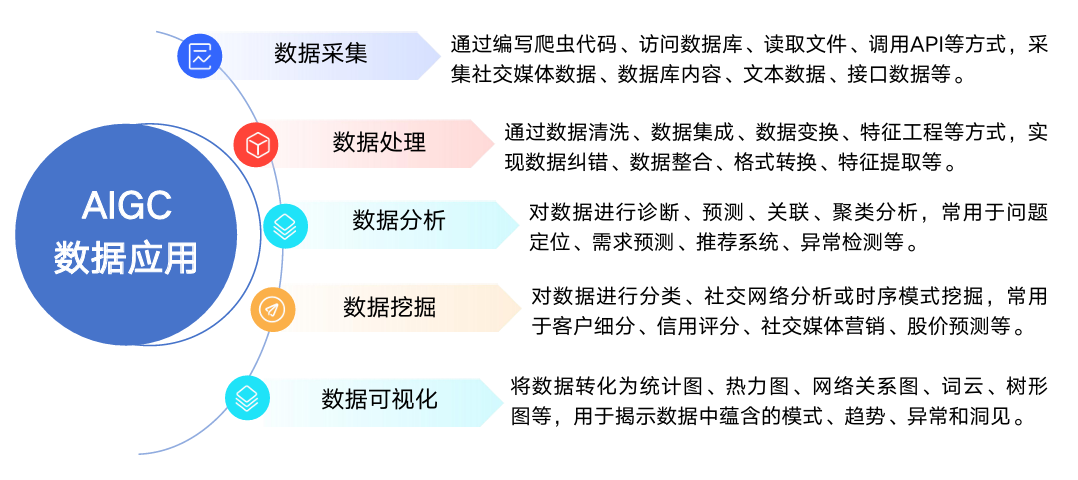 AIGC
数据应用
数据采集
通过编写爬虫代码、访问数据库、读取文件、调用API等方式，采
集社交媒体数据、数据库内容、文本数据、接口数据等。
数据处理
通过数据清洗、数据集成、数据变换、特征工程等方式，实
现数据纠错、数据整合、格式转换、特征提取等。
数据分析
对数据进行诊断、预测、关联、聚类分析，常用于问题
定位、需求预测、推荐系统、异常检测等。
数据挖掘
对数据进行分类、社交网络分析或时序模式挖掘，常用
于客户细分、信用评分、社交媒体营销、股价预测等。
数据可视化
将数据转化为统计图、热力图、网络关系图、词云、树形
图等，用于揭示数据中蕴含的模式、趋势、异常和洞见。